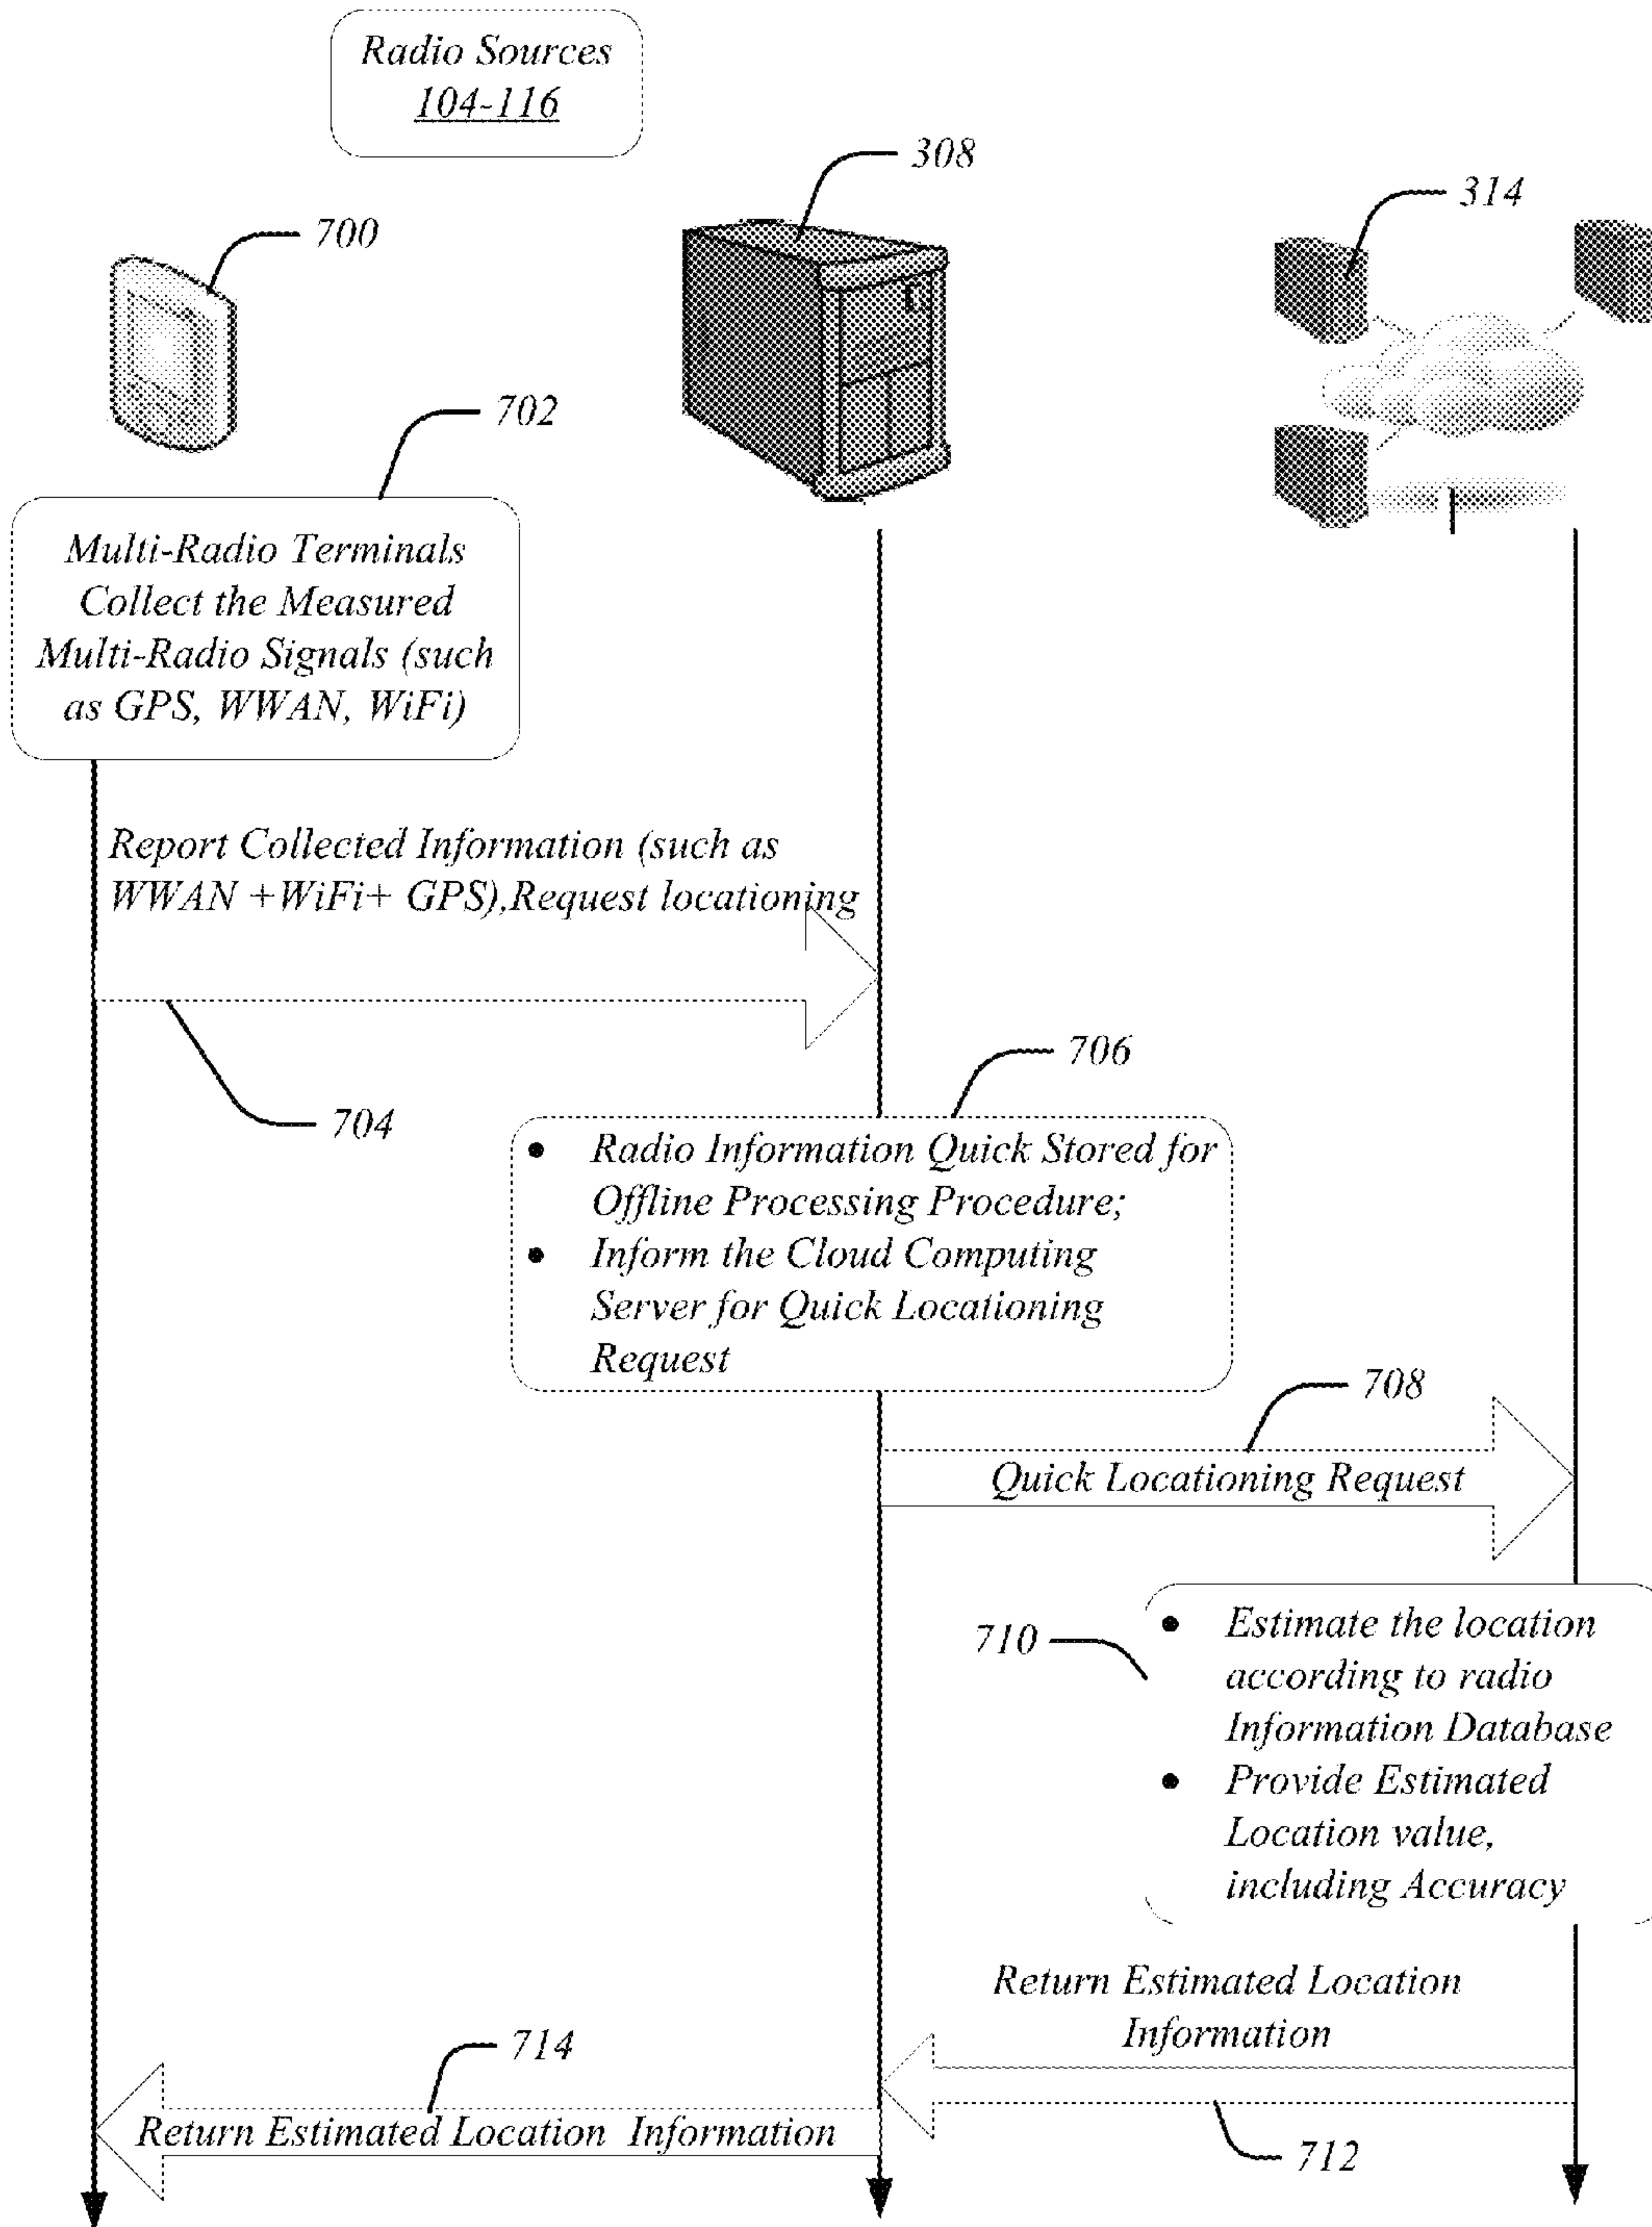 Radio Sources
104-116
308
314
700
702
Multi-Radio Terminals
Collect the Measured
Multi-Radio Signals (such
as GPS, WWAN, WiFi)
Report Collected Information (such as
WWAN +WiFi+ GPS),Request locationing
704
706
• Radio Information Quick Stored for
Offline Processing Procedure;
• Inform the Cloud Computing
Server for Quick Locationing
Request
708
Quick Locationing Request
710
• Estimate the location
according to radio
Information Database
• Provide Estimated
Location value,
including Accuracy
Return Estimated Location
Information
712
714
Return Estimated Location Information